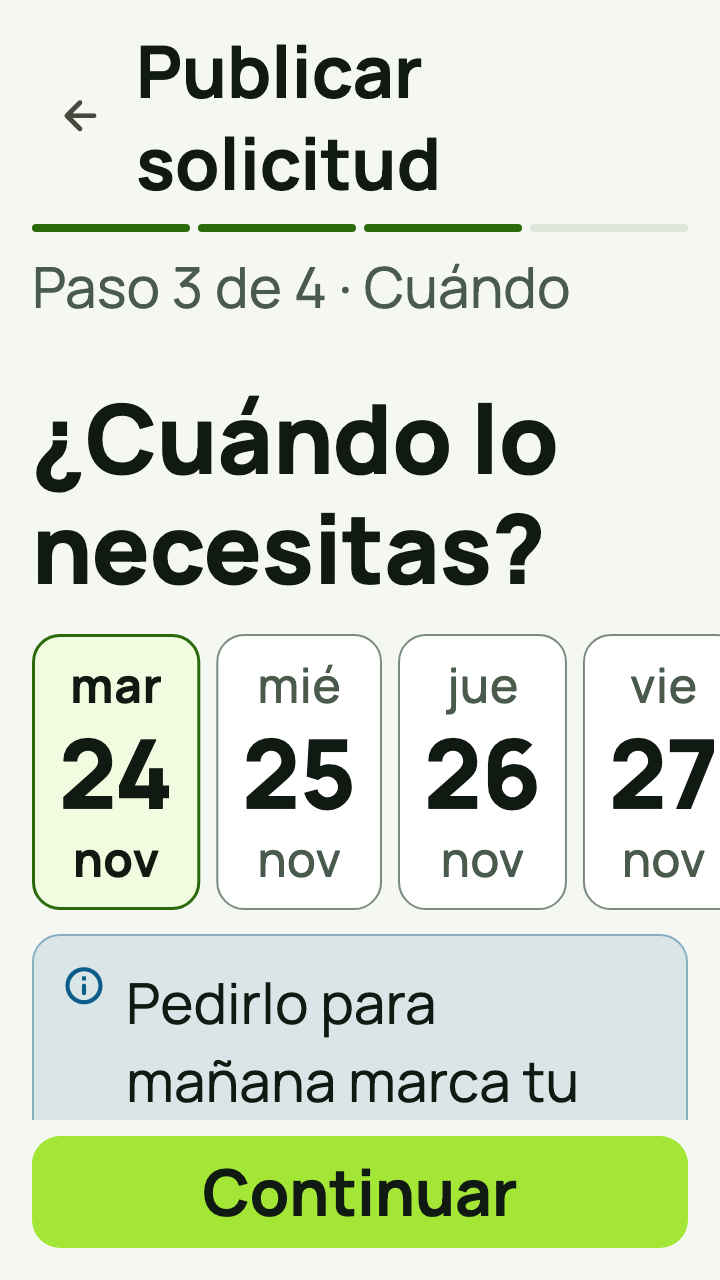 Publicar
solicitud
Paso 3 de 4 · Cuándo
¿Cuándo lo
necesitas?
mar
24
nov
mié
25
nov
jue
26
nov
vie
27
nov
Pedirlo para
mañana marca tu
Continuar